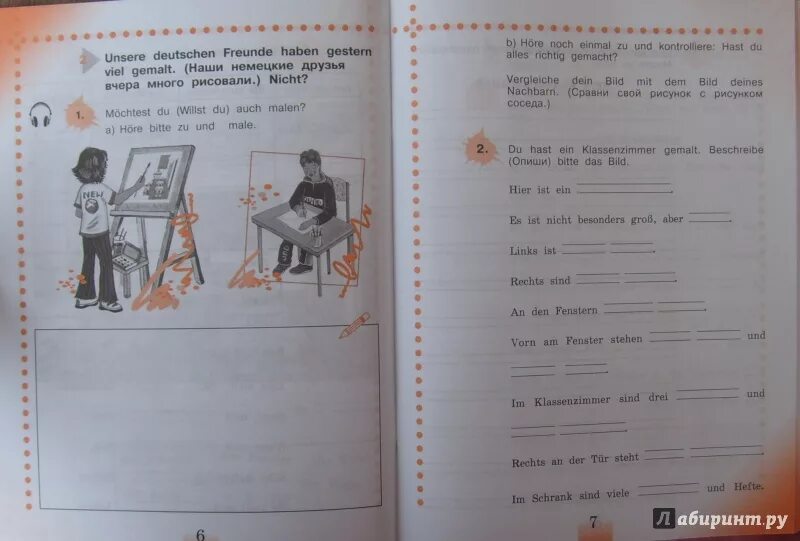 2 Unsere deutschen Freunde haben gestern
viel gemalt. (Наши немецкие друзья
вчера много рисовали.) Nicht?
1. Möchtest du (Willst du) auch malen?
a) Höre bitte zu und male.
NEW
6
b) Höre noch einmal zu und kontrolliere: Hast du
alles richtig gemacht?
Vergleiche dein Bild mit dem Bild deines
Nachbarn. (Сравни свой рисунок с рисунком
соседа.)
2. Du hast ein Klassenzimmer gemalt. Beschreibe
(Опиши) bitte das Bild.
Hier ist ein .
Es ist nicht besonders groß, aber .
Links ist .
Rechts sind .
An den Fenstern .
Vorn am Fenster stehen und
.
Im Klassenzimmer sind drei und
.
Rechts an der Tür steht .
Im Schrank sind viele und Hefte.
7
Лабиринт.ру